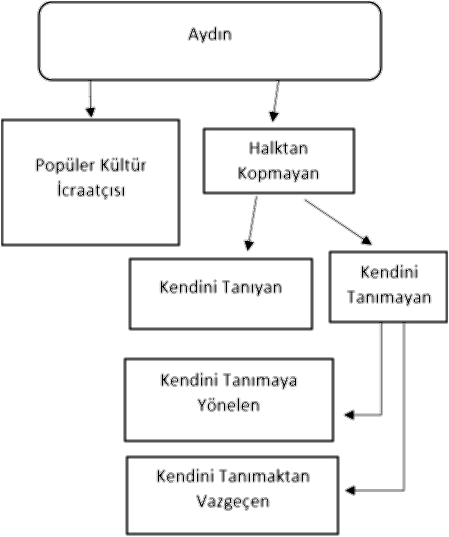 Aydın
Popüler Kültür
İcraatçısı
Halktan
Kopmayan
Kendini Tanıyan
Kendini
Tanımayan
Kendini Tanımaya
Yönelen
Kendini Tanımaktan
Vazgeçen